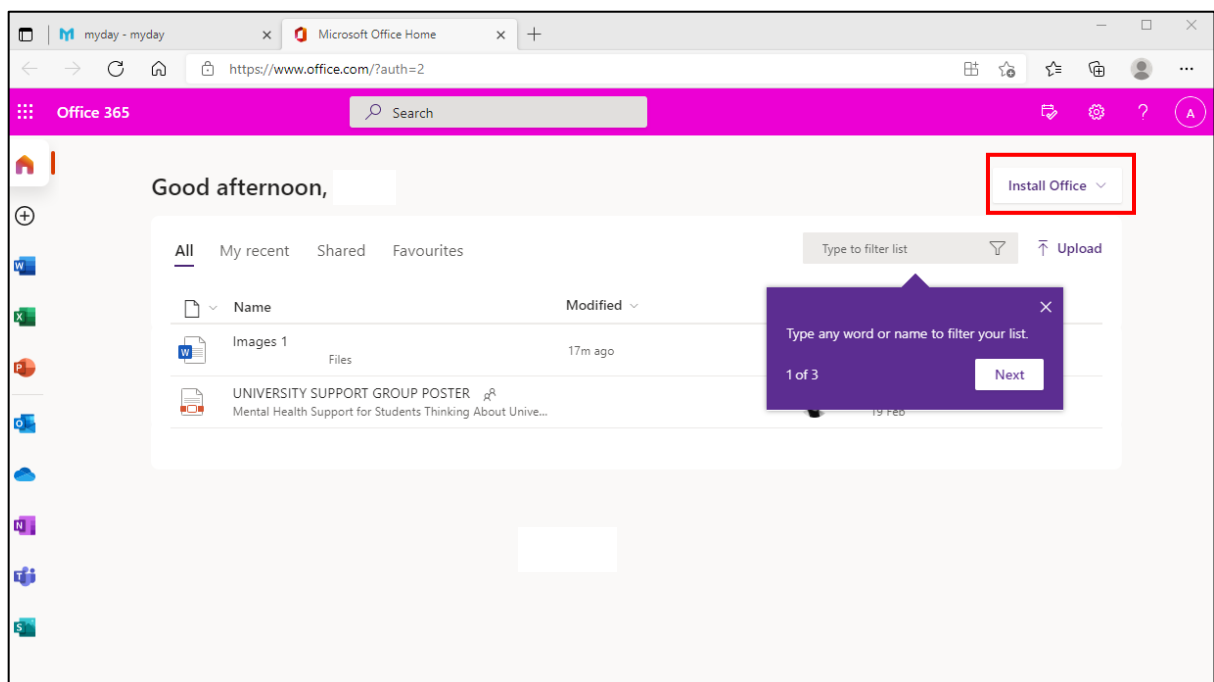 myday - myday
Microsoft Office Home
https://www.office.com/?auth=2
Office 365
Search
?
A
Good afternoon,
Install Office
All My recent Shared Favourites
Type to filter list
Upload
Name
Modified
Type any word or name to filter your list.
1 of 3
Next
Images 1
Files
17m ago
UNIVERSITY SUPPORT GROUP POSTER
Mental Health Support for Students Thinking About Unive...
19 Feb